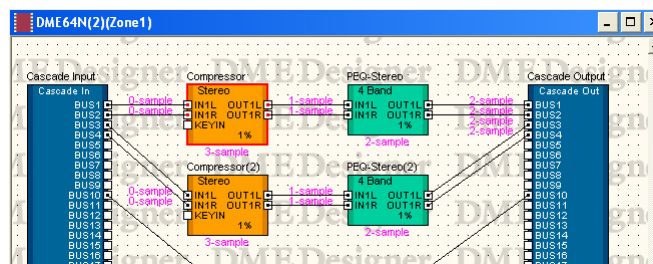 DME64N(2)(Zone1)
Cascade Input
Compressor
PEQ-Stereo
Cascade Output
Cascade In
Stereo
4 Band
Cascade Out
BUS1
BUS2
BUS3
BUS4
BUS5
BUS6
BUS7
BUS8
BUS9
BUS10
BUS11
BUS12
BUS13
BUS14
BUS15
BUS16
0-sample
0-sample
IN1L OUT1L
IN1R OUT1R
KEYIN
1%
3-sample
1-sample
1-sample
IN1L OUT1L
IN1R OUT1R
1%
2-sample
2-sample
2-sample
2-sample
2-sample
Compressor(2)
Stereo
0-sample
0-sample
IN1L OUT1L
IN1R OUT1R
KEYIN
1%
3-sample
PEQ-Stereo(2)
4 Band
1-sample
1-sample
IN1L OUT1L
IN1R OUT1R
1%
2-sample
BUS1
BUS2
BUS3
BUS4
BUS5
BUS6
BUS7
BUS8
BUS9
BUS10
BUS11
BUS12
BUS13
BUS14
BUS15
BUS16
DME Designer